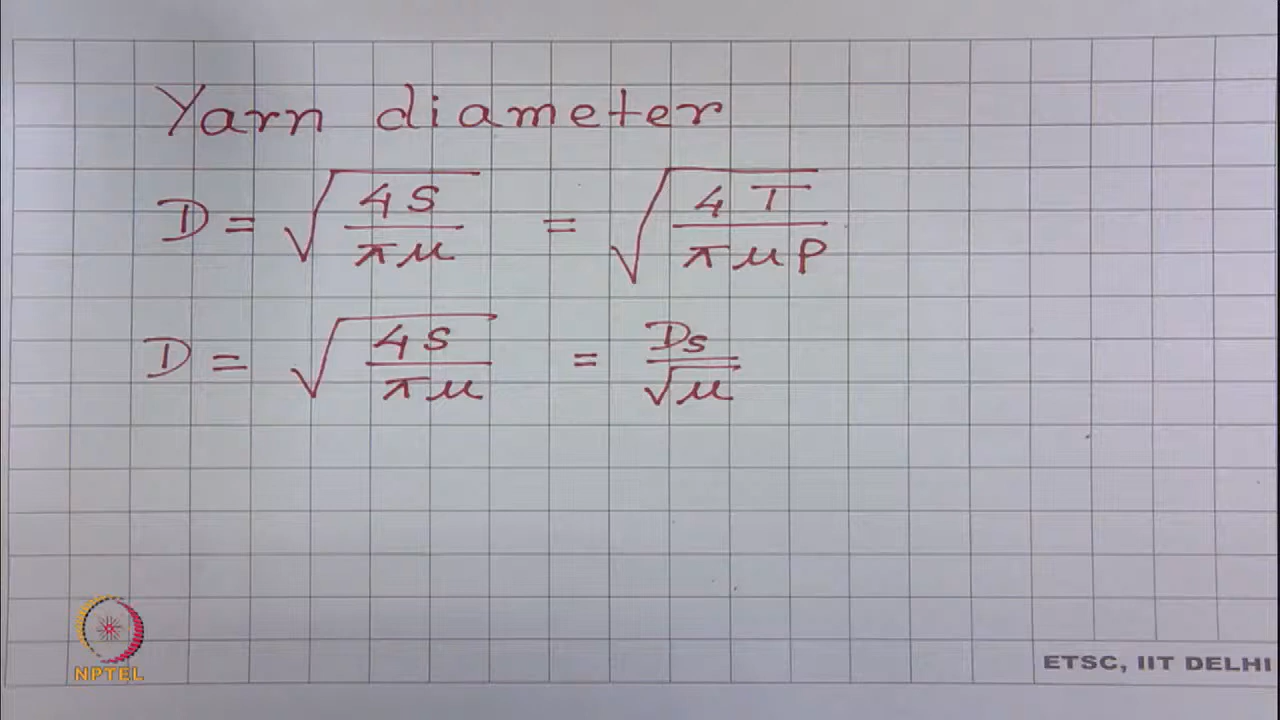 Yarn diameter
D = √(4S / πμ) = √(4T / πμρ)
D = √(4S / πμ) = Ds / √μ
NPTEL
ETSC, IIT DELHI